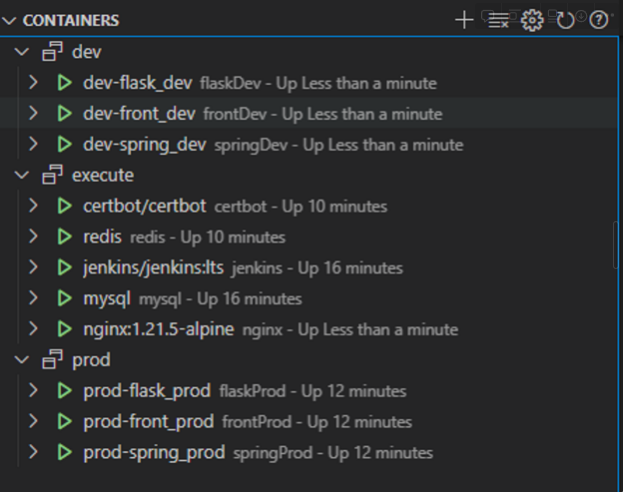 CONTAINERS
dev
dev-flask_dev flaskDev - Up Less than a minute
dev-front_dev frontDev - Up Less than a minute
dev-spring_dev springDev - Up Less than a minute
execute
certbot/certbot certbot - Up 10 minutes
redis redis - Up 10 minutes
jenkins/jenkins:lts jenkins - Up 16 minutes
mysql mysql - Up 16 minutes
nginx:1.21.5-alpine nginx - Up Less than a minute
prod
prod-flask_prod flaskProd - Up 12 minutes
prod-front_prod frontProd - Up 12 minutes
prod-spring_prod springProd - Up 12 minutes